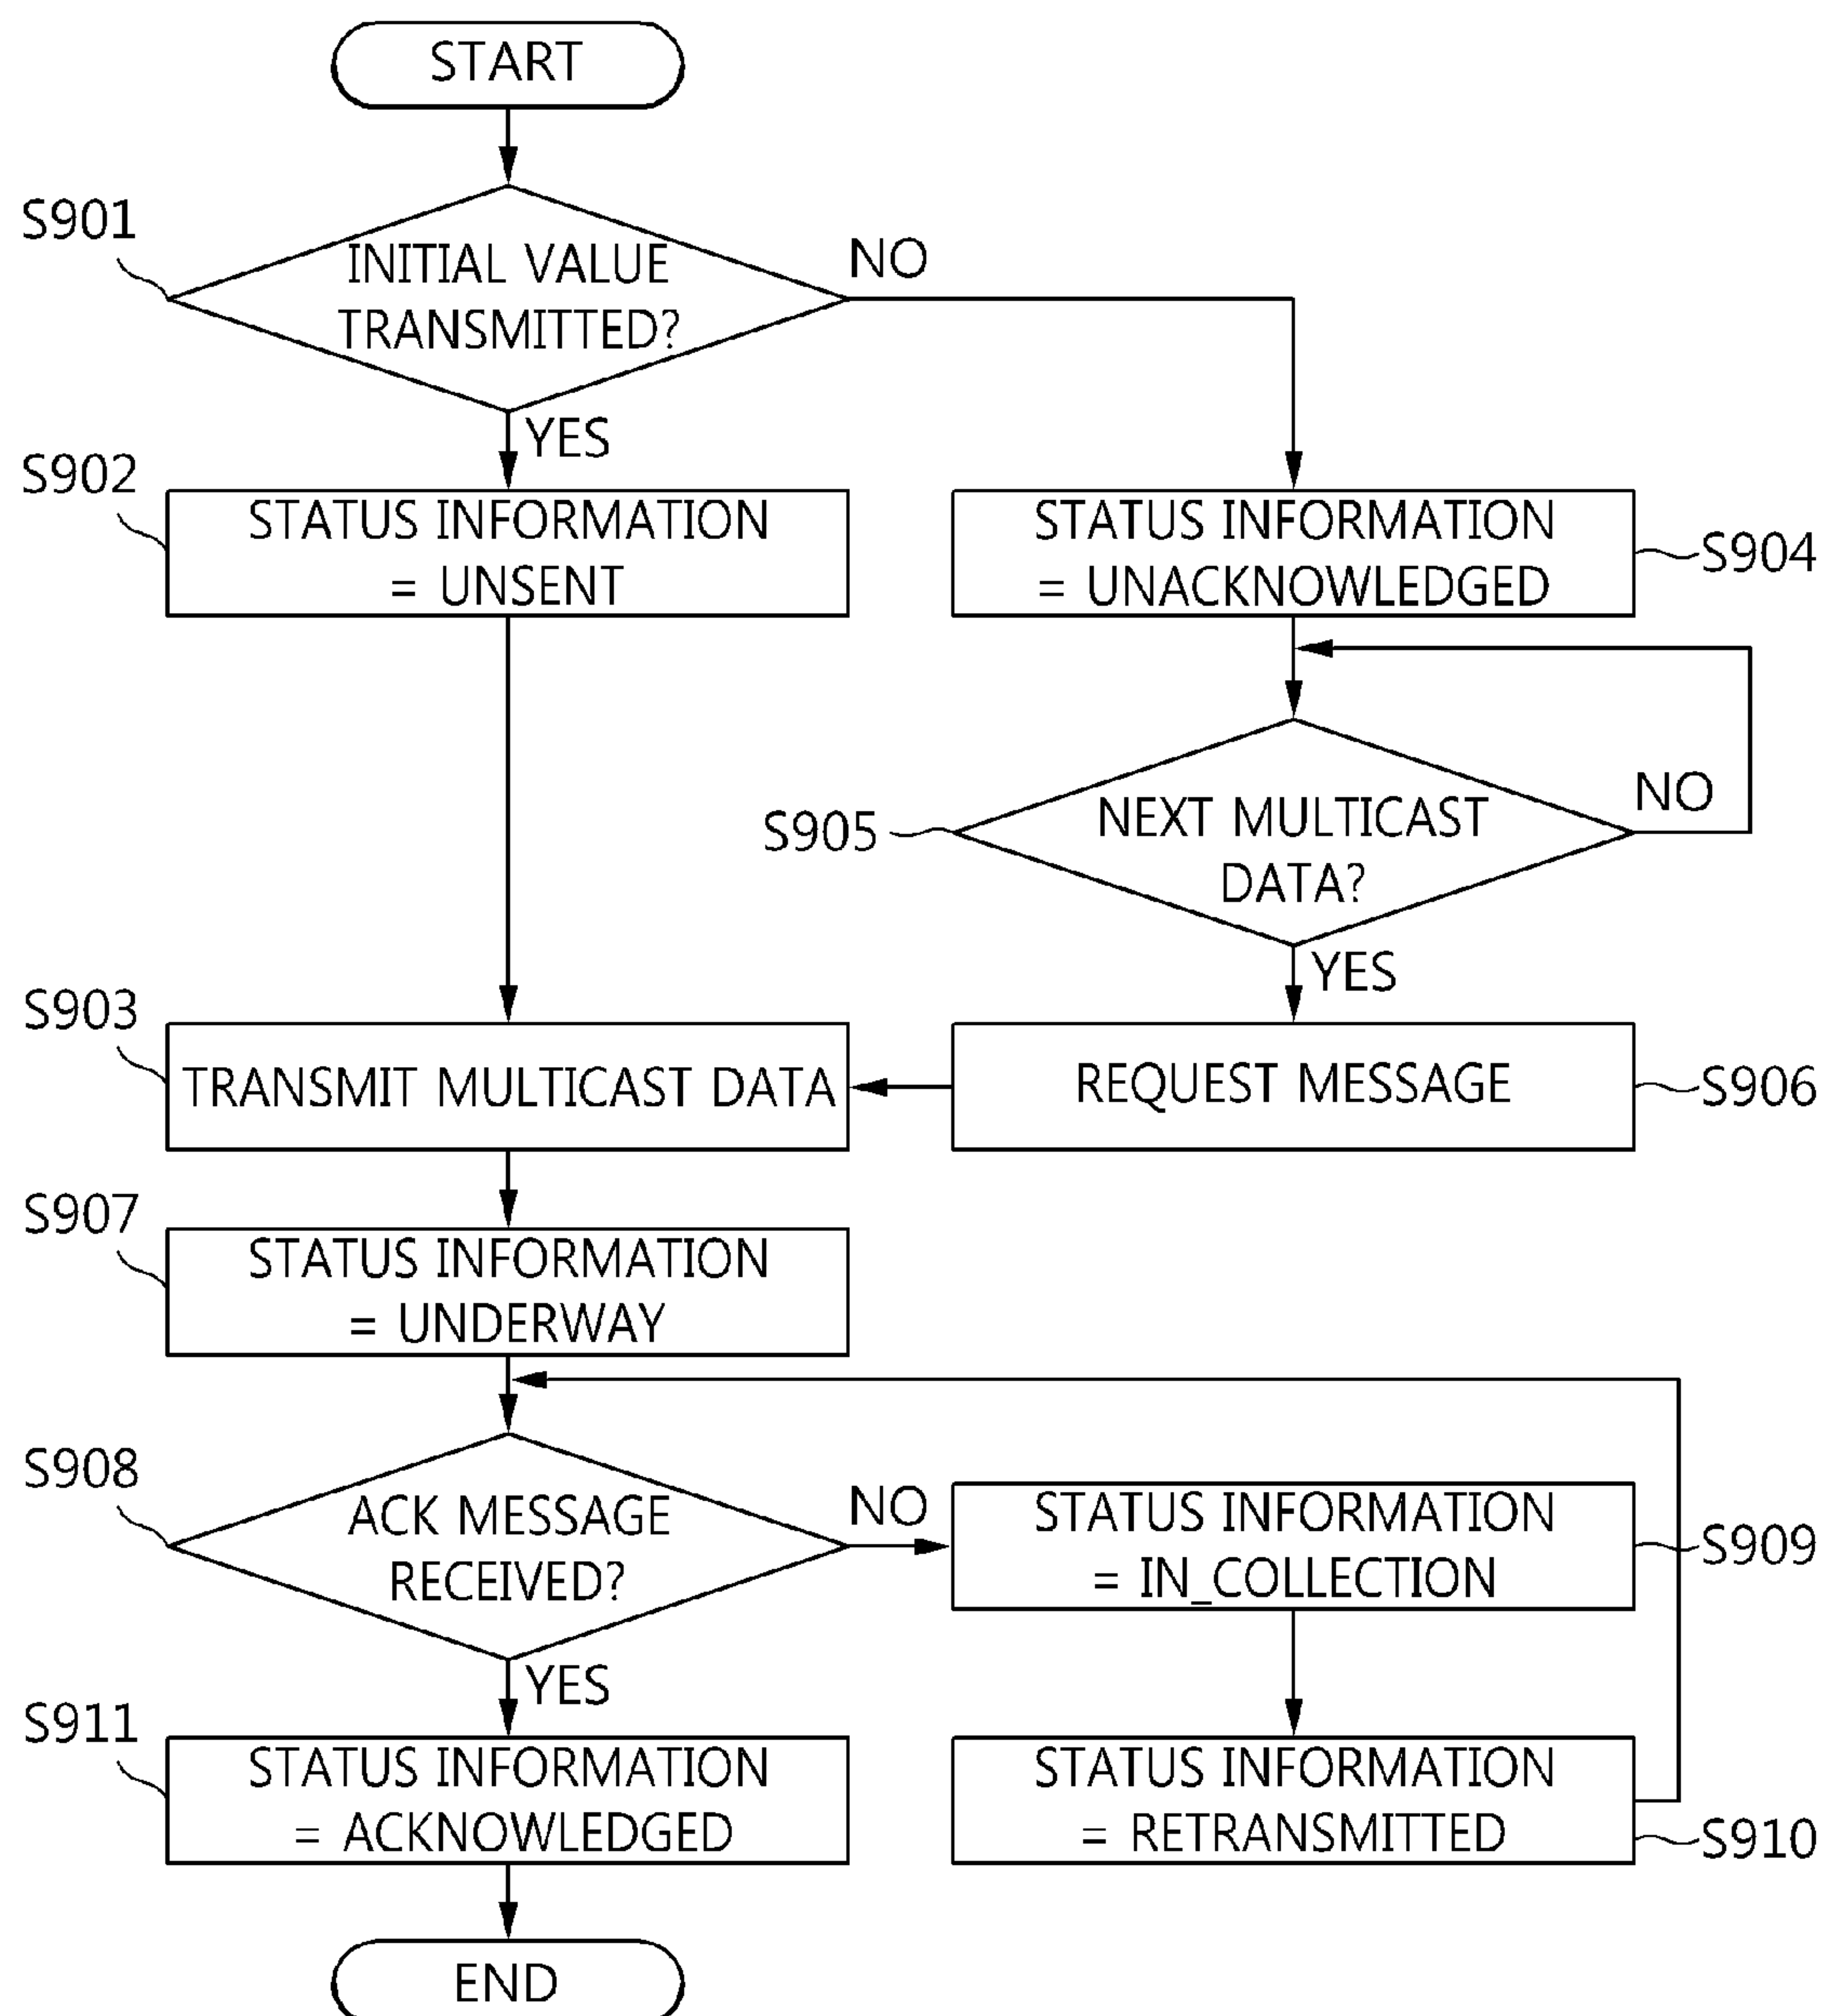 START
S901
INITIAL VALUE
TRANSMITTED?
NO
YES
S902
STATUS INFORMATION
= UNSENT
STATUS INFORMATION
= UNACKNOWLEDGED
S904
S905
NEXT MULTICAST
DATA?
NO
YES
S903
TRANSMIT MULTICAST DATA
REQUEST MESSAGE
S906
S907
STATUS INFORMATION
= UNDERWAY
S908
ACK MESSAGE
RECEIVED?
NO
STATUS INFORMATION
= IN_COLLECTION
S909
YES
S911
STATUS INFORMATION
= ACKNOWLEDGED
STATUS INFORMATION
= RETRANSMITTED
S910
END